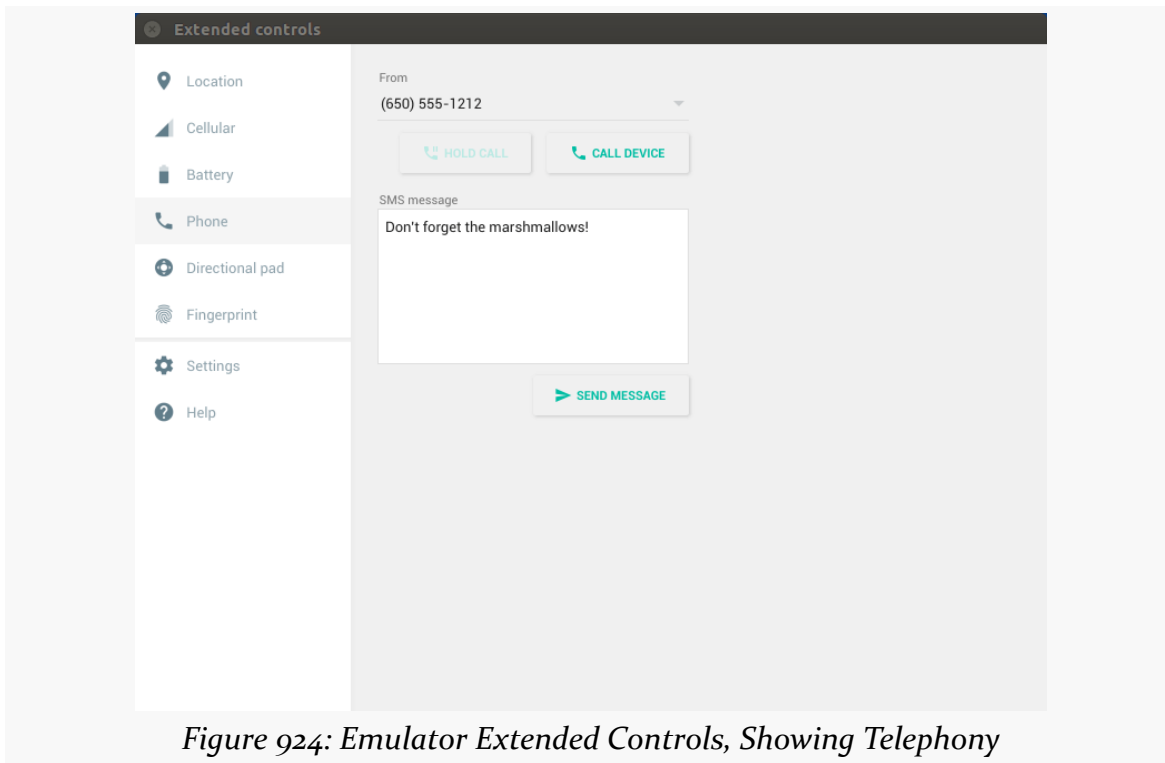 Extended controls
Location
Cellular
Battery
Phone
Directional pad
Fingerprint
Settings
Help
From
(650) 555-1212
HOLD CALL
CALL DEVICE
SMS message
Don't forget the marshmallows!
SEND MESSAGE
Figure 924: Emulator Extended Controls, Showing Telephony